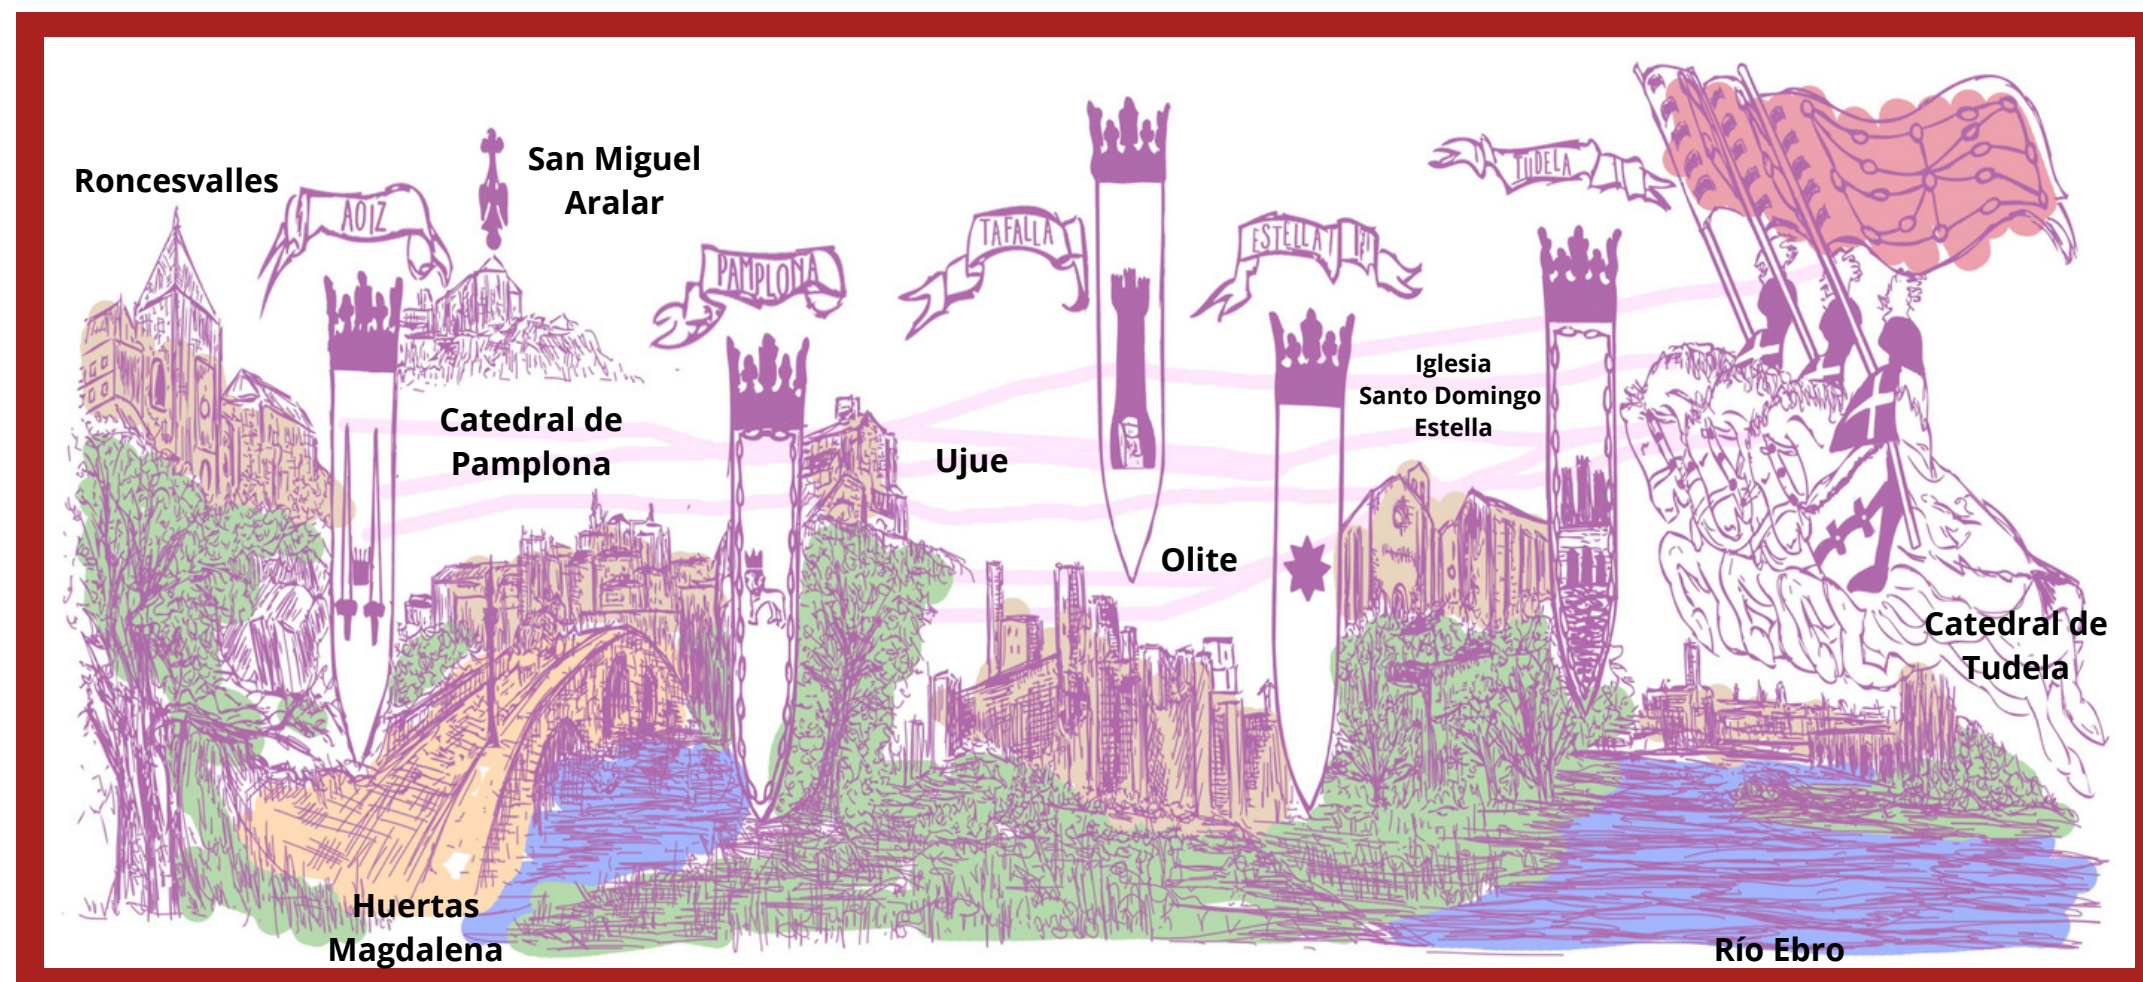 Roncesvalles
AOIZ
San Miguel
Aralar
PAMPLONA
TAFALLA
ESTELLA
TUDELA
Catedral de
Pamplona
Ujue
Olite
Iglesia
Santo Domingo
Estella
Catedral de
Tudela
Huertas
Magdalena
Río Ebro